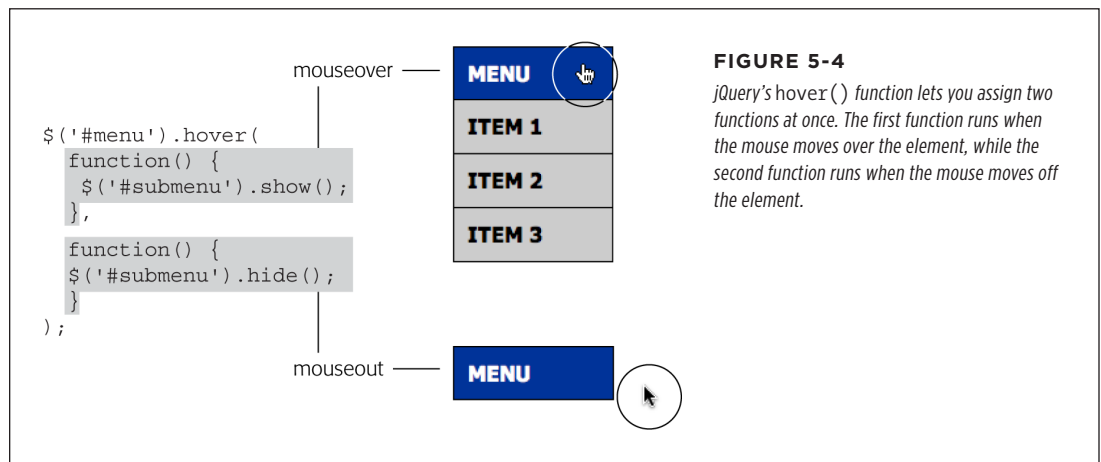 mouseover
$('#menu').hover(
function() {
$('#submenu').show();
},
function() {
$('#submenu').hide();
}
);
mouseout
MENU
ITEM 1
ITEM 2
ITEM 3
MENU
FIGURE 5-4
jQuery's hover() function lets you assign two
functions at once. The first function runs when
the mouse moves over the element, while the
second function runs when the mouse moves off
the element.